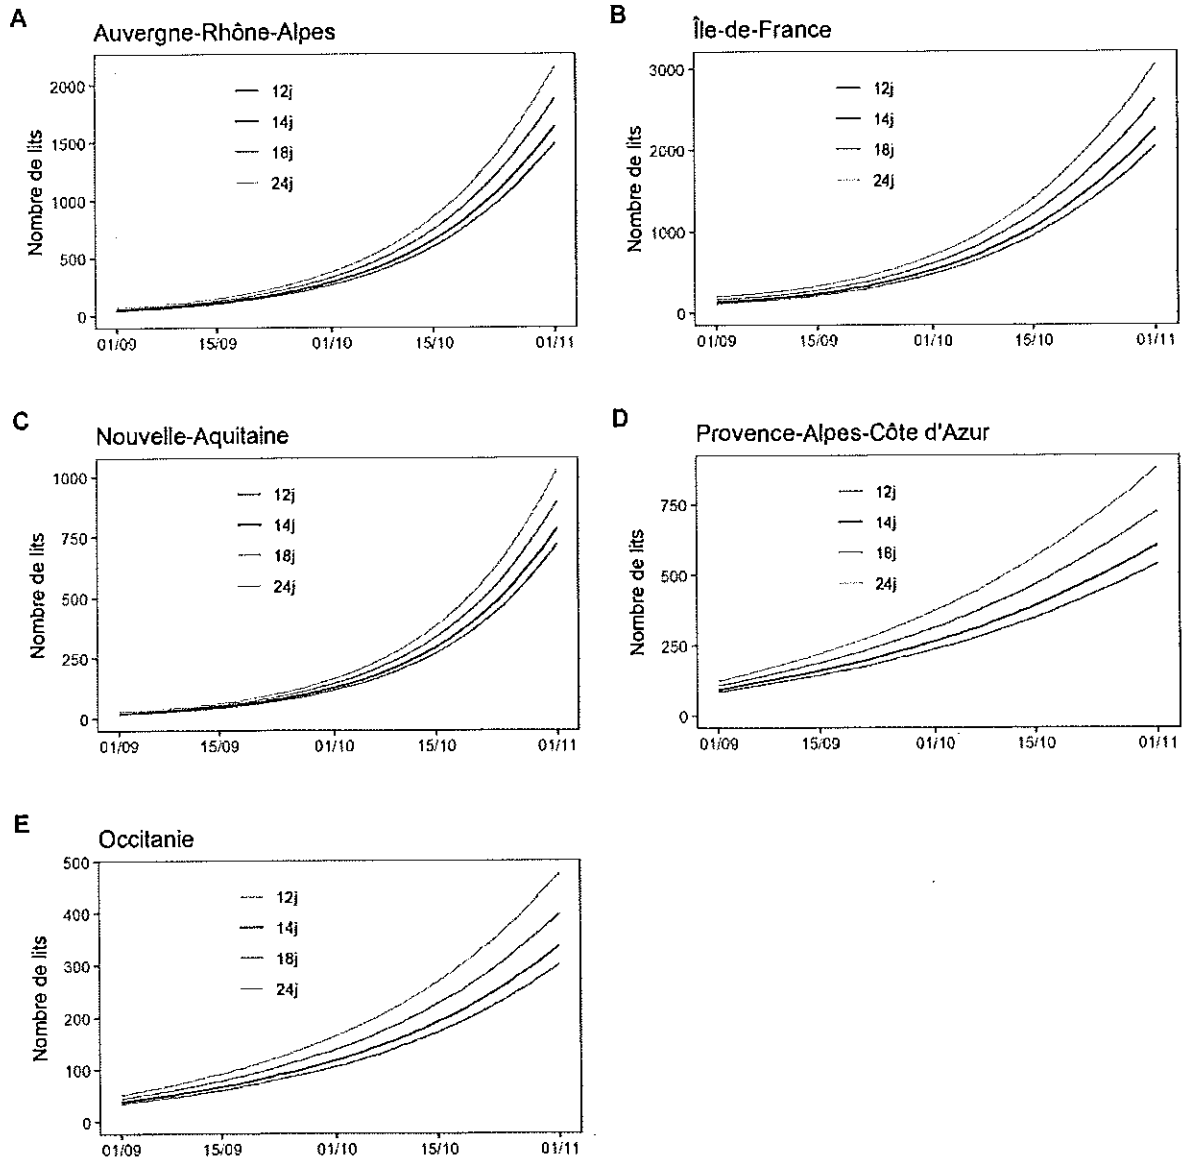 A
Auvergne-Rhône-Alpes
Nombre de lits
2000
1500
1000
500
0
12j
14j
18j
24j
01/09 15/09 01/10 15/10 01/11
B
Île-de-France
Nombre de lits
3000
2000
1000
0
12j
14j
18j
24j
01/09 15/09 01/10 15/10 01/11
C
Nouvelle-Aquitaine
Nombre de lits
1000
750
500
250
0
12j
14j
18j
24j
01/09 15/09 01/10 15/10 01/11
D
Provence-Alpes-Côte d'Azur
Nombre de lits
750
500
250
0
12j
14j
18j
24j
01/09 15/09 01/10 15/10 01/11
E
Occitanie
Nombre de lits
500
400
300
200
100
0
12j
14j
18j
24j
01/09 15/09 01/10 15/10 01/11